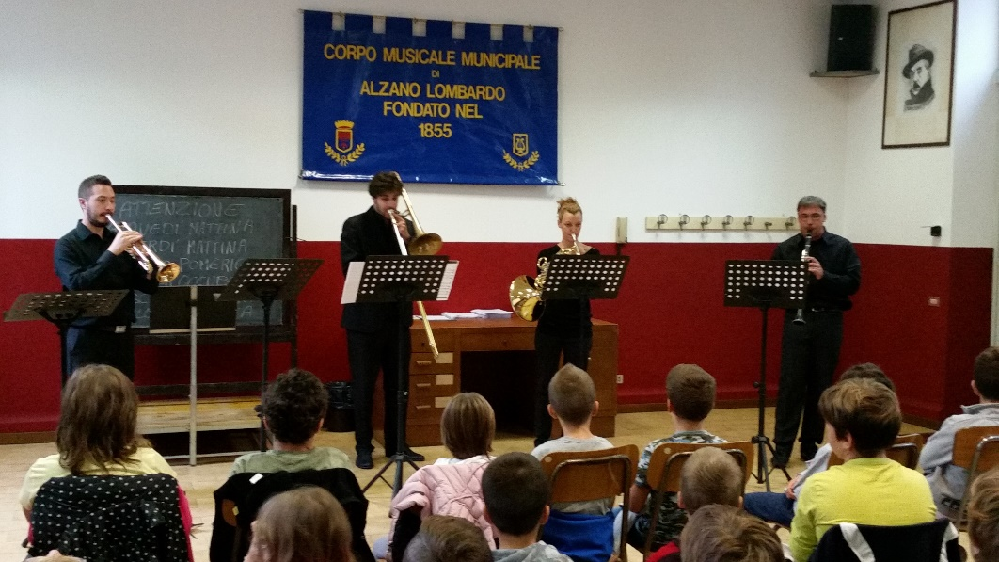 CORPO MUSICALE MUNICIPALE
DI
ALZANO LOMBARDO
FONDATO NEL
1855
ATTENZIONE
MATTINA
MATTINA